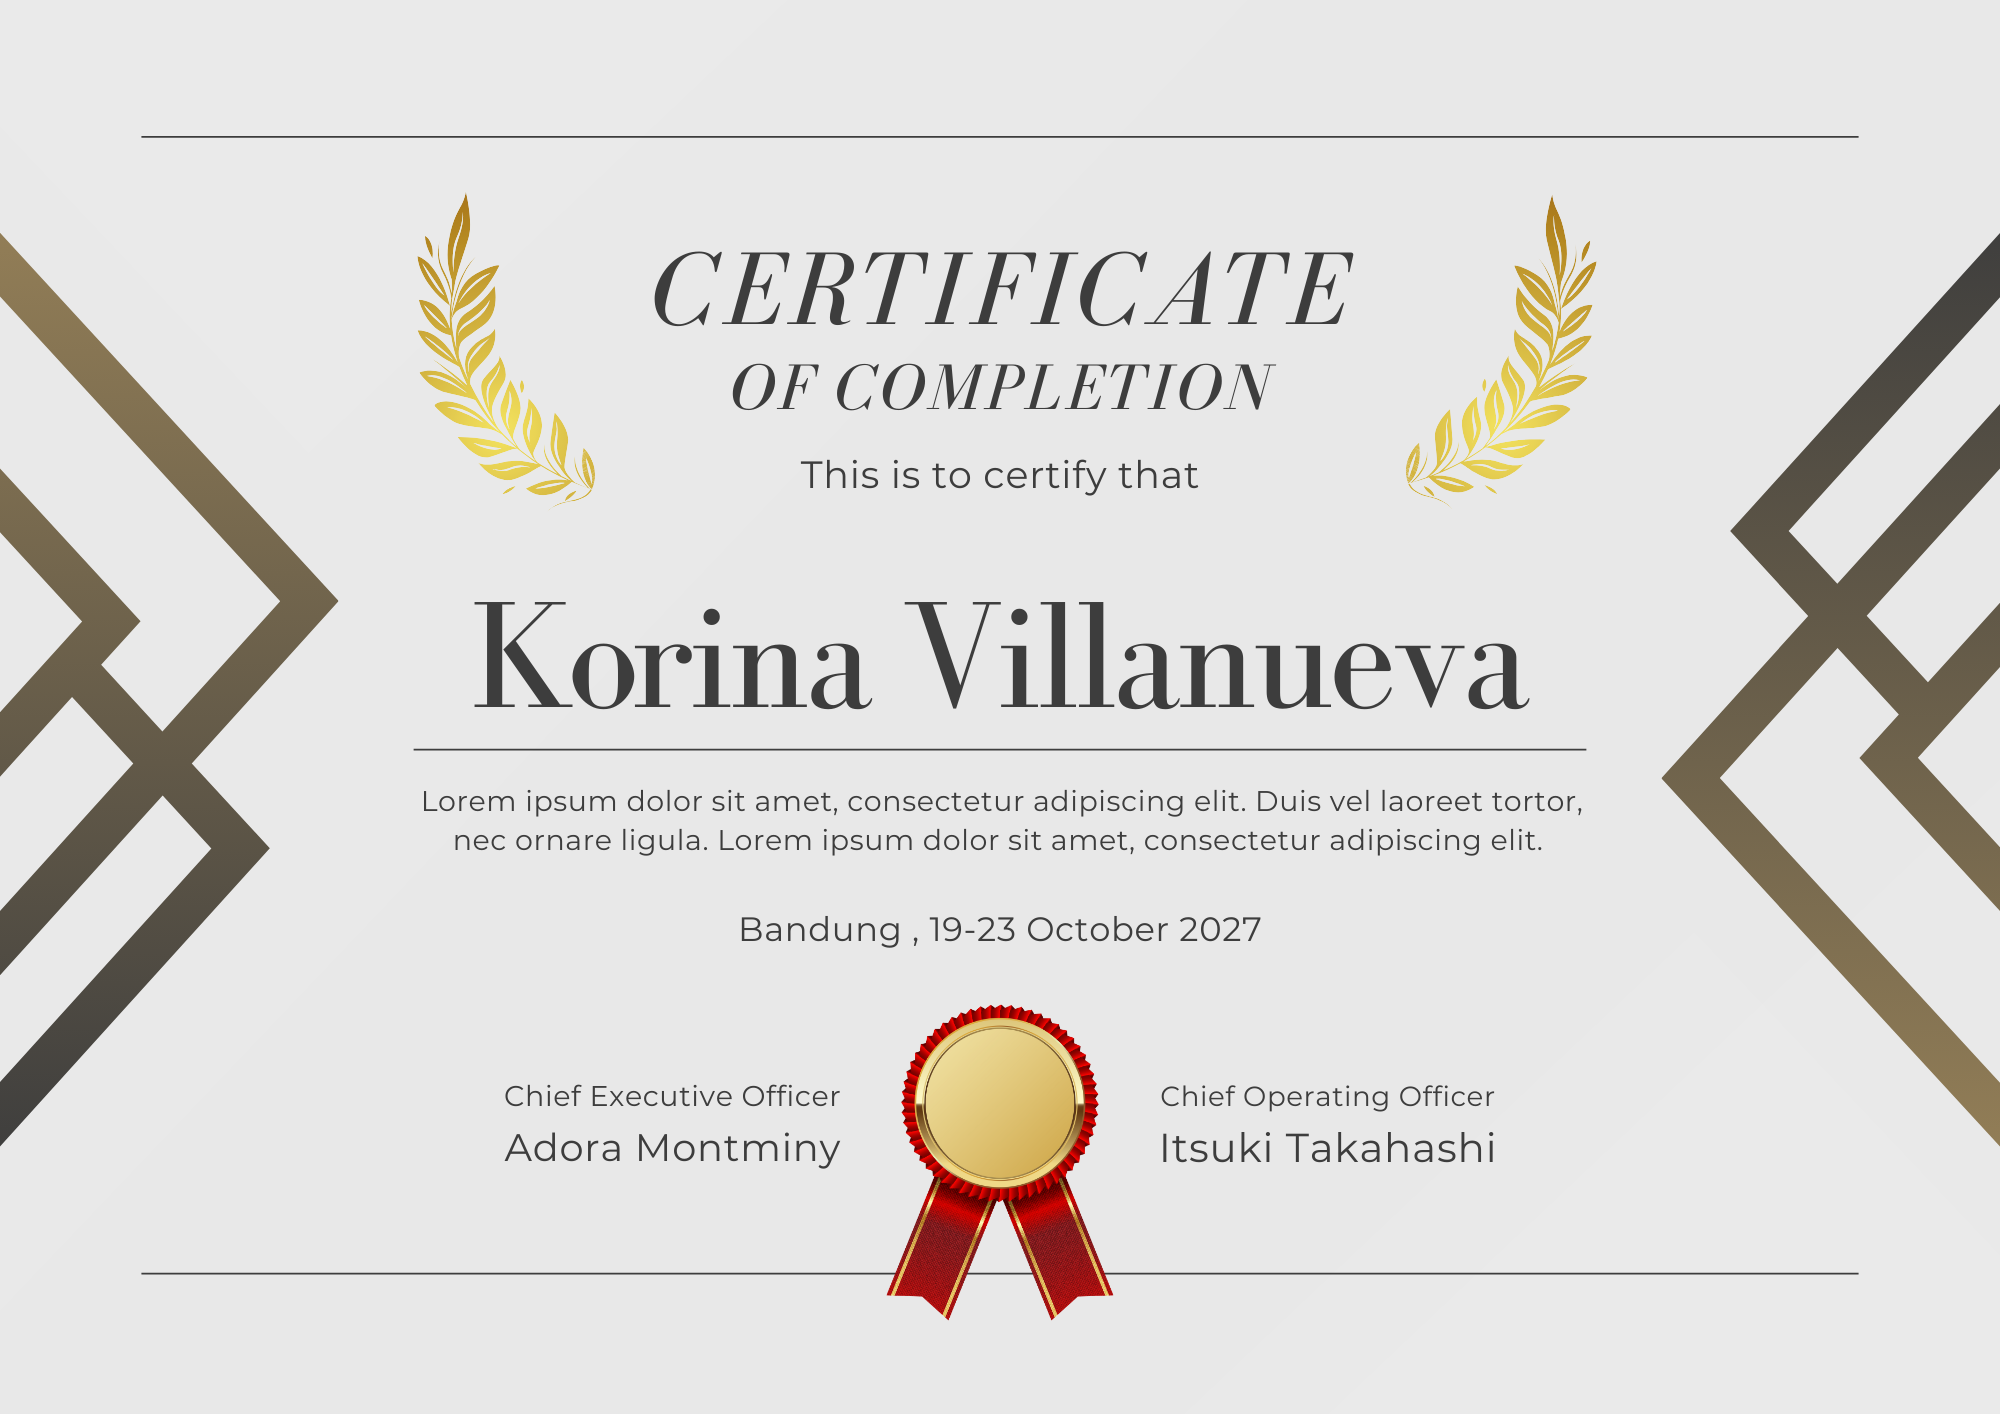 CERTIFICATE
OF COMPLETION
This is to certify that
Korina Villanueva
Lorem ipsum dolor sit amet, consectetur adipiscing elit. Duis vel laoreet tortor,
nec ornare ligula. Lorem ipsum dolor sit amet, consectetur adipiscing elit.
Bandung , 19-23 October 2027
Chief Executive Officer
Adora Montminy
Chief Operating Officer
Itsuki Takahashi